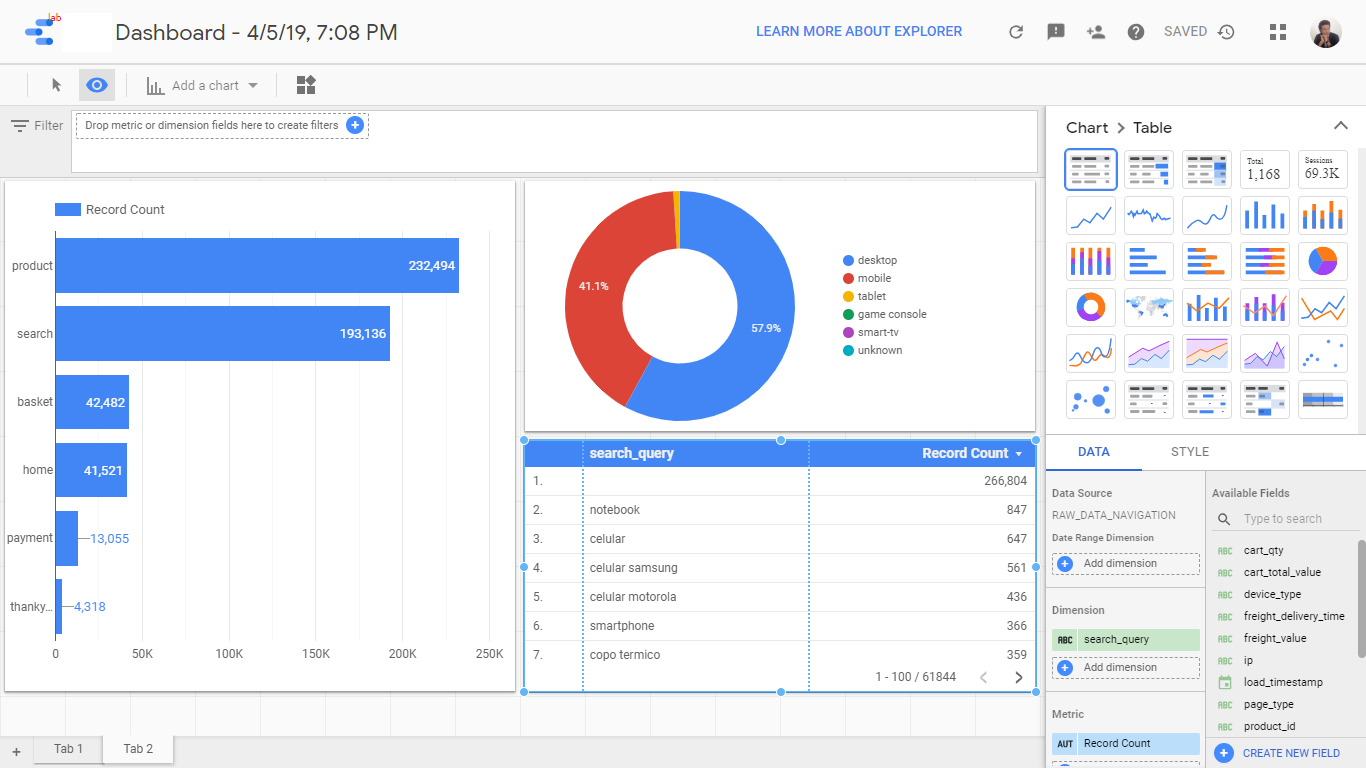 lab
Dashboard - 4/5/19, 7:08 PM
LEARN MORE ABOUT EXPLORER
SAVED
Add a chart
Filter
Drop metric or dimension fields here to create filters
Record Count
product
232,494
search
193,136
basket
42,482
home
41,521
payment
13,055
thanky...
4,318
0
50K
100K
150K
200K
250K
41.1%
57.9%
desktop
mobile
tablet
game console
smart-tv
unknown
search_query Record Count
1. 266,804
2. notebook 847
3. celular 647
4. celular samsung 561
5. celular motorola 436
6. smartphone 366
7. copo termico 359
1 - 100 / 61844
Tab 1
Tab 2
Chart > Table
Total
1,168
Sessions
69.3K
DATA
STYLE
Data Source
RAW_DATA_NAVIGATION
Date Range Dimension
Add dimension
Dimension
ABC search_query
Add dimension
Metric
AUT Record Count
Available Fields
Type to search
ABC cart_qty
ABC cart_total_value
ABC device_type
ABC freight_delivery_time
ABC freight_value
ABC ip
load_timestamp
ABC page_type
ABC product_id
CREATE NEW FIELD